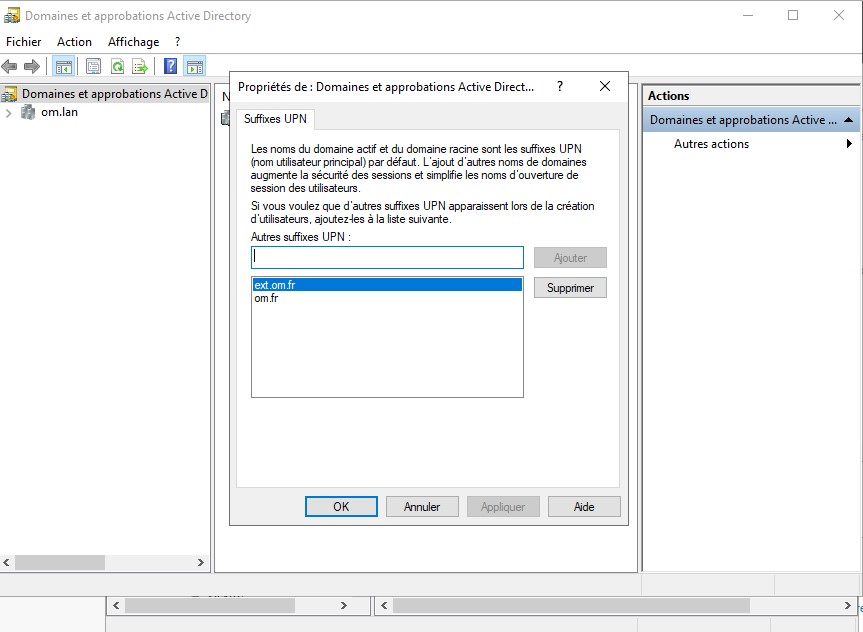 Domaines et approbations Active Directory
Fichier Action Affichage ?
Domaines et approbations Active D
om.lan
N
Propriétés de : Domaines et approbations Active Direct... ?
Suffixes UPN
Les noms du domaine actif et du domaine racine sont les suffixes UPN
(nom utilisateur principal) par défaut. L'ajout d'autres noms de domaines
augmente la sécurité des sessions et simplifie les noms d'ouverture de
session des utilisateurs.
Si vous voulez que d'autres suffixes UPN apparaissent lors de la création
d'utilisateurs, ajoutez-les à la liste suivante.
Autres suffixes UPN :
Ajouter
ext.om.fr
om.fr
Supprimer
OK Annuler Appliquer Aide
Actions
Domaines et approbations Active ...
Autres actions